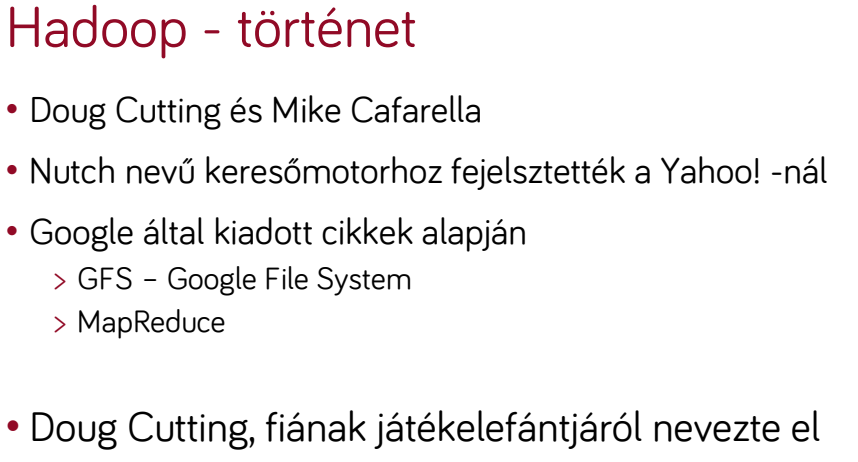 Hadoop - történet
• Doug Cutting és Mike Cafarella
• Nutch nevű keresőmotorhoz fejelsztették a Yahoo! -nál
• Google által kiadott cikkek alapján
> GFS – Google File System
> MapReduce
• Doug Cutting, fiának játékelefántjáról nevezte el